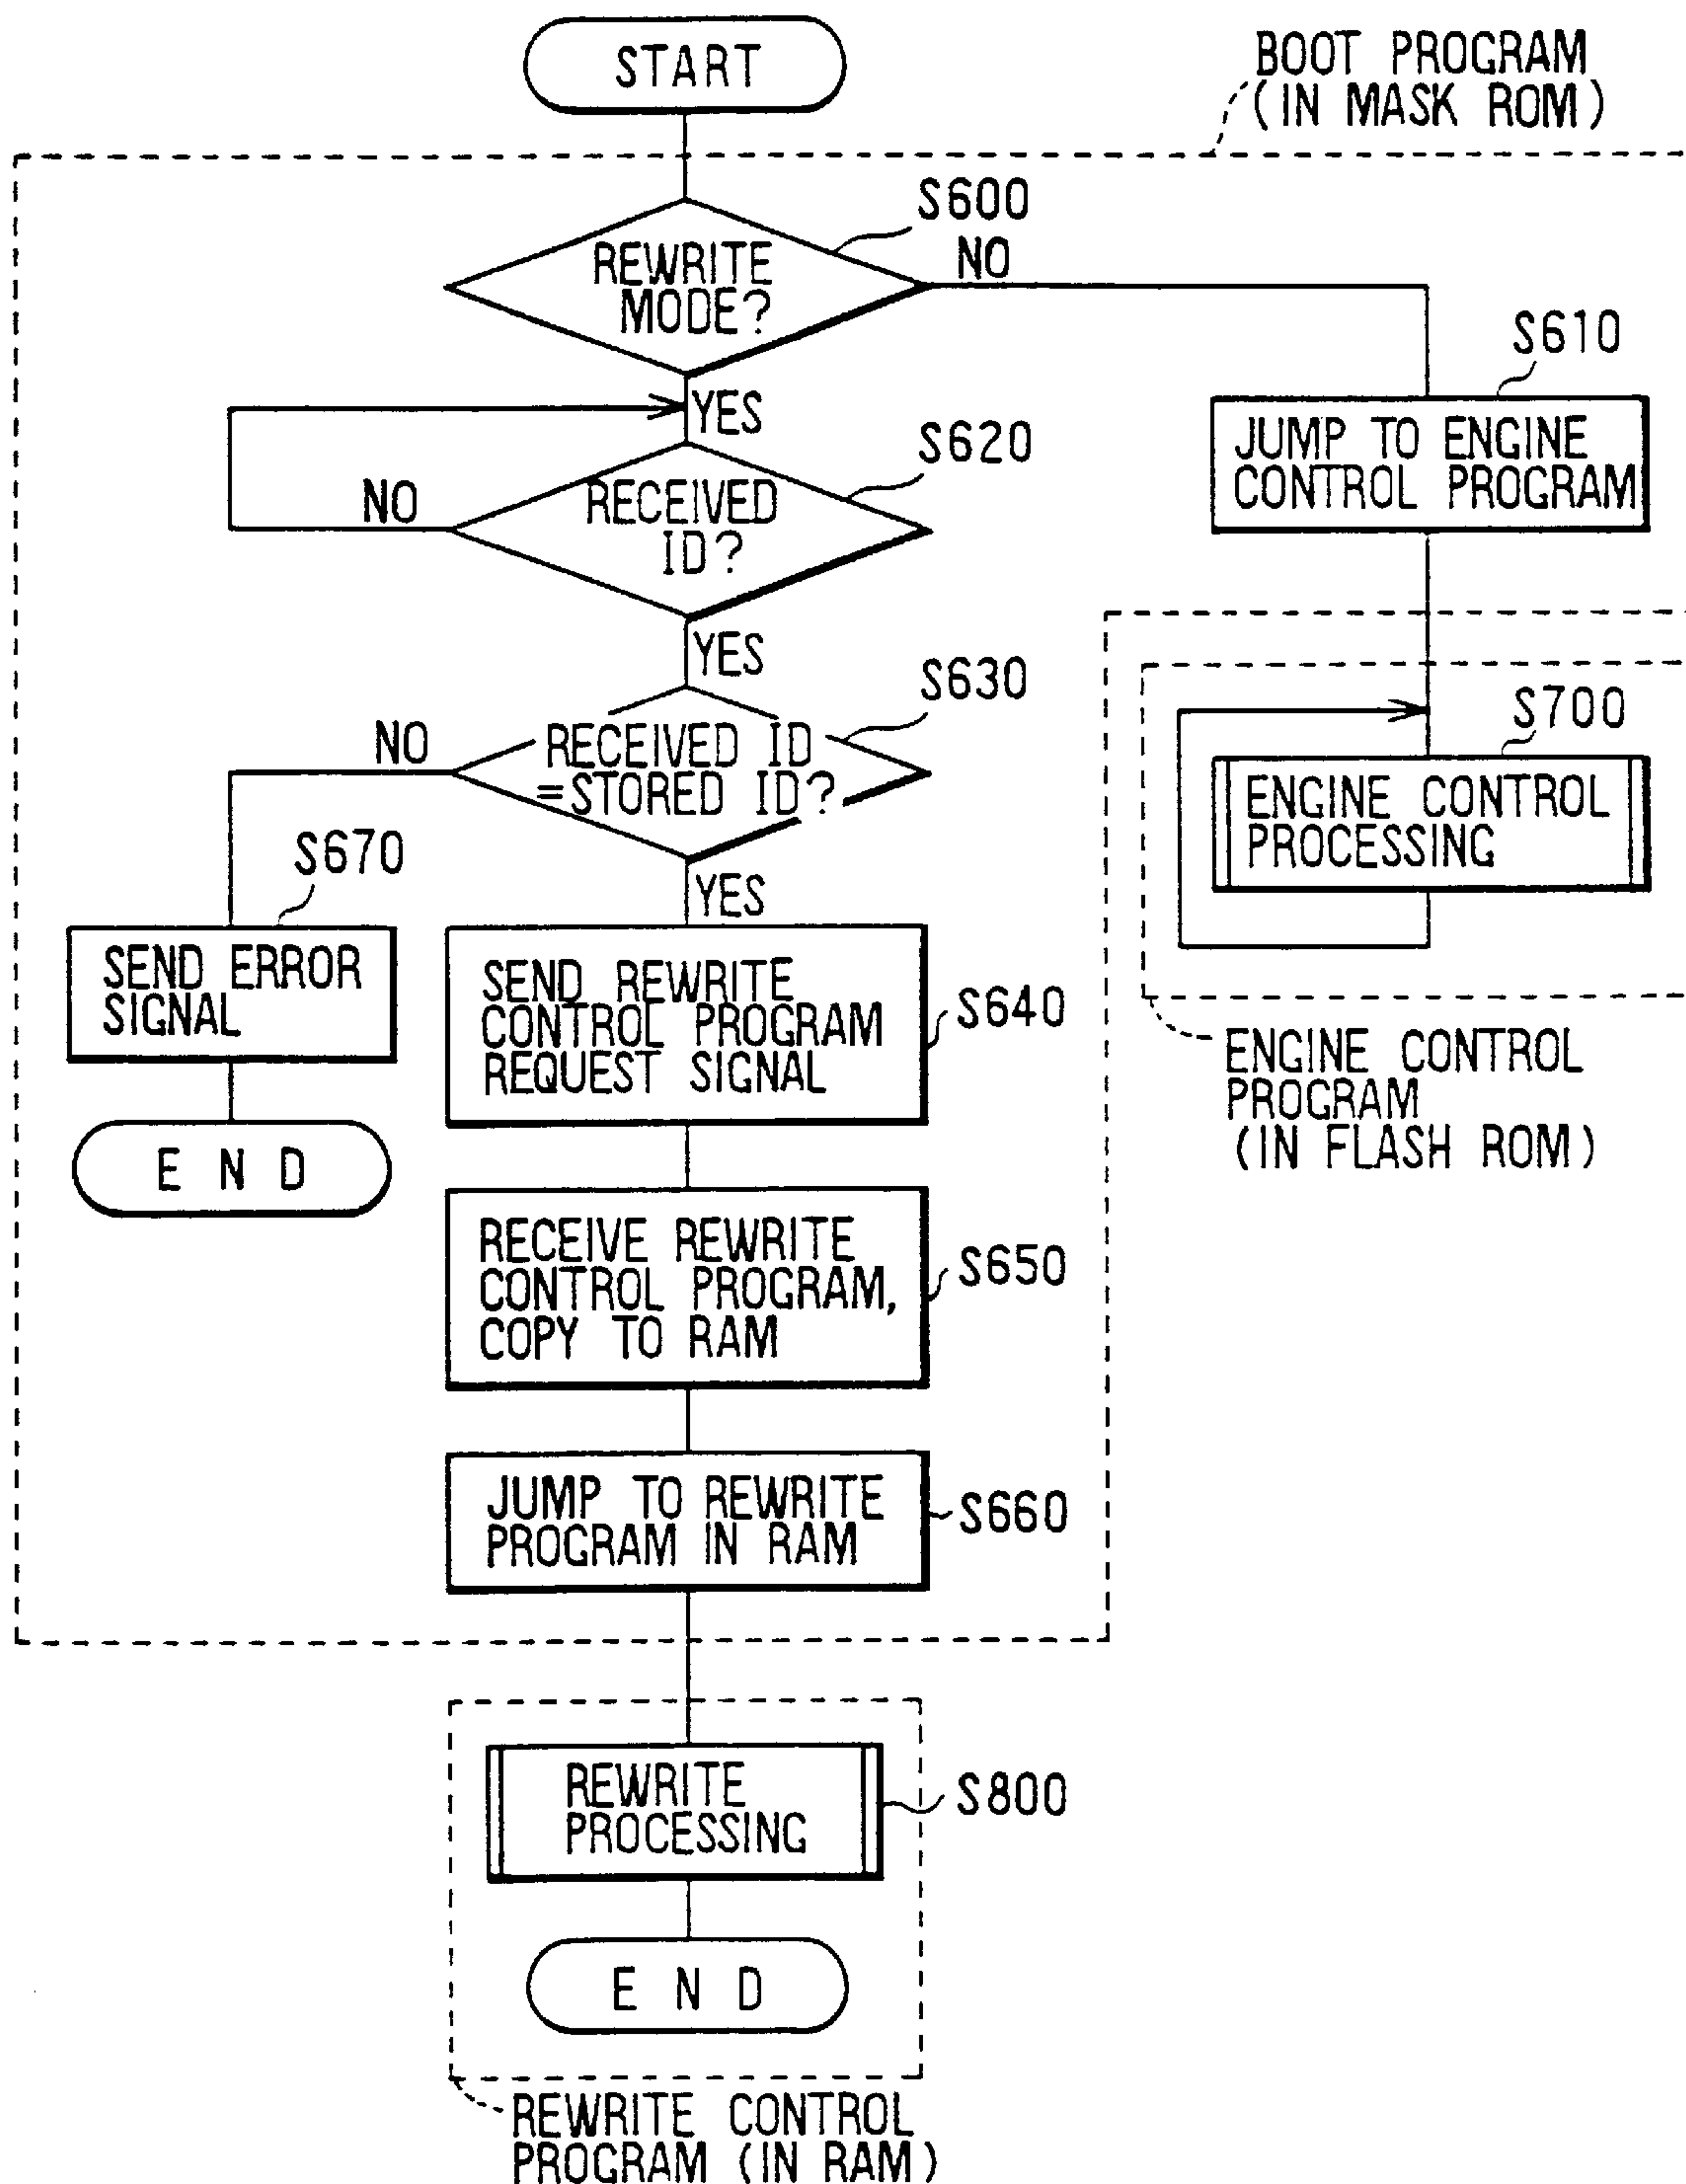 START
BOOT PROGRAM
(IN MASK ROM)
S600
REWRITE
MODE?
NO
S610
YES
JUMP TO ENGINE
CONTROL PROGRAM
S620
NO
RECEIVED
ID?
YES
S630
NO
RECEIVED ID
=STORED ID?
S700
ENGINE CONTROL
PROCESSING
S670
YES
SEND ERROR
SIGNAL
SEND REWRITE
CONTROL PROGRAM
REQUEST SIGNAL
S640
ENGINE CONTROL
PROGRAM
(IN FLASH ROM)
END
RECEIVE REWRITE
CONTROL PROGRAM,
COPY TO RAM
S650
JUMP TO REWRITE
PROGRAM IN RAM
S660
REWRITE
PROCESSING
S800
END
REWRITE CONTROL
PROGRAM (IN RAM)